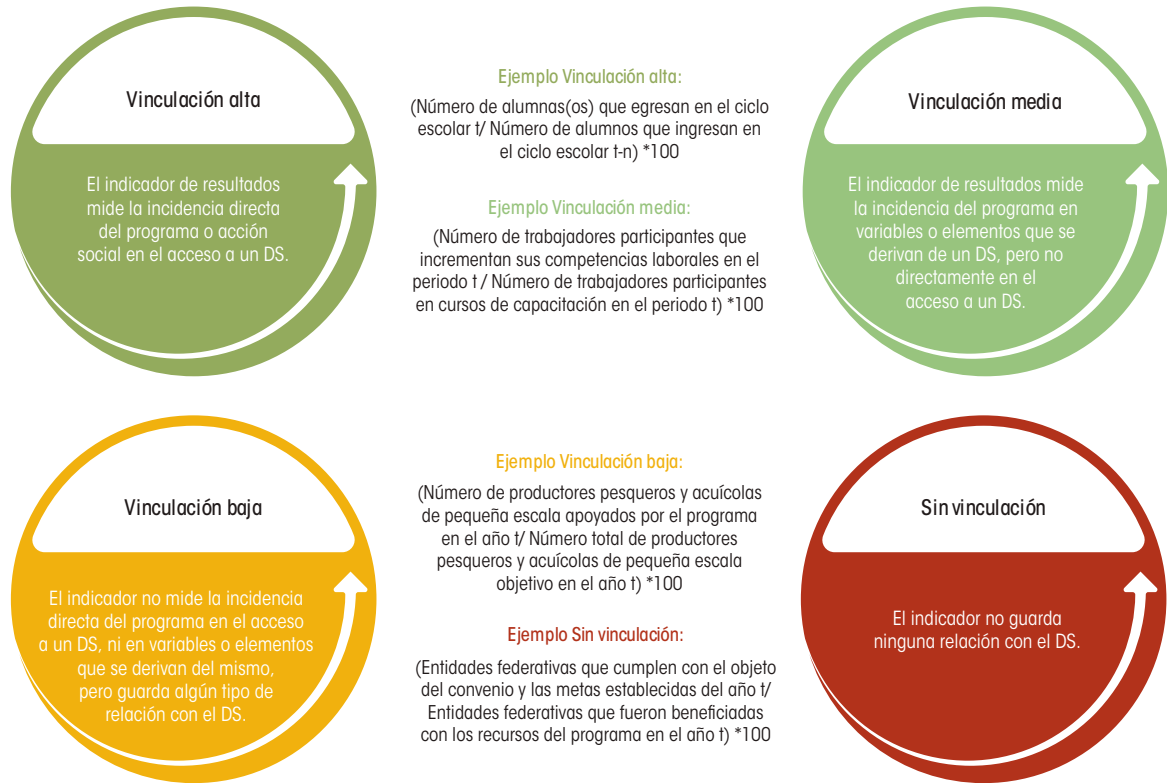 Vinculación alta
El indicador de resultados
mide la incidencia directa
del programa o acción
social en el acceso a un DS.
Ejemplo Vinculación alta:
(Número de alumnas(os) que egresan en el ciclo
escolar t/ Número de alumnos que ingresan en
el ciclo escolar t-n) *100
Ejemplo Vinculación media:
(Número de trabajadores participantes que
incrementan sus competencias laborales en el
periodo t / Número de trabajadores participantes
en cursos de capacitación en el periodo t) *100
Vinculación media
El indicador de resultados mide
la incidencia del programa en
variables o elementos que se
derivan de un DS, pero no
directamente en el
acceso a un DS.
Vinculación baja
El indicador no mide la incidencia
directa del programa en el acceso
a un DS, ni en variables o elementos
que se derivan del mismo,
pero guarda algún tipo de
relación con el DS.
Ejemplo Vinculación baja:
(Número de productores pesqueros y acuícolas
de pequeña escala apoyados por el programa
en el año t/ Número total de productores
pesqueros y acuícolas de pequeña escala
objetivo en el año t) *100
Ejemplo Sin vinculación:
(Entidades federativas que cumplen con el objeto
del convenio y las metas establecidas del año t/
Entidades federativas que fueron beneficiadas
con los recursos del programa en el año t) *100
Sin vinculación
El indicador no guarda
ninguna relación con el DS.